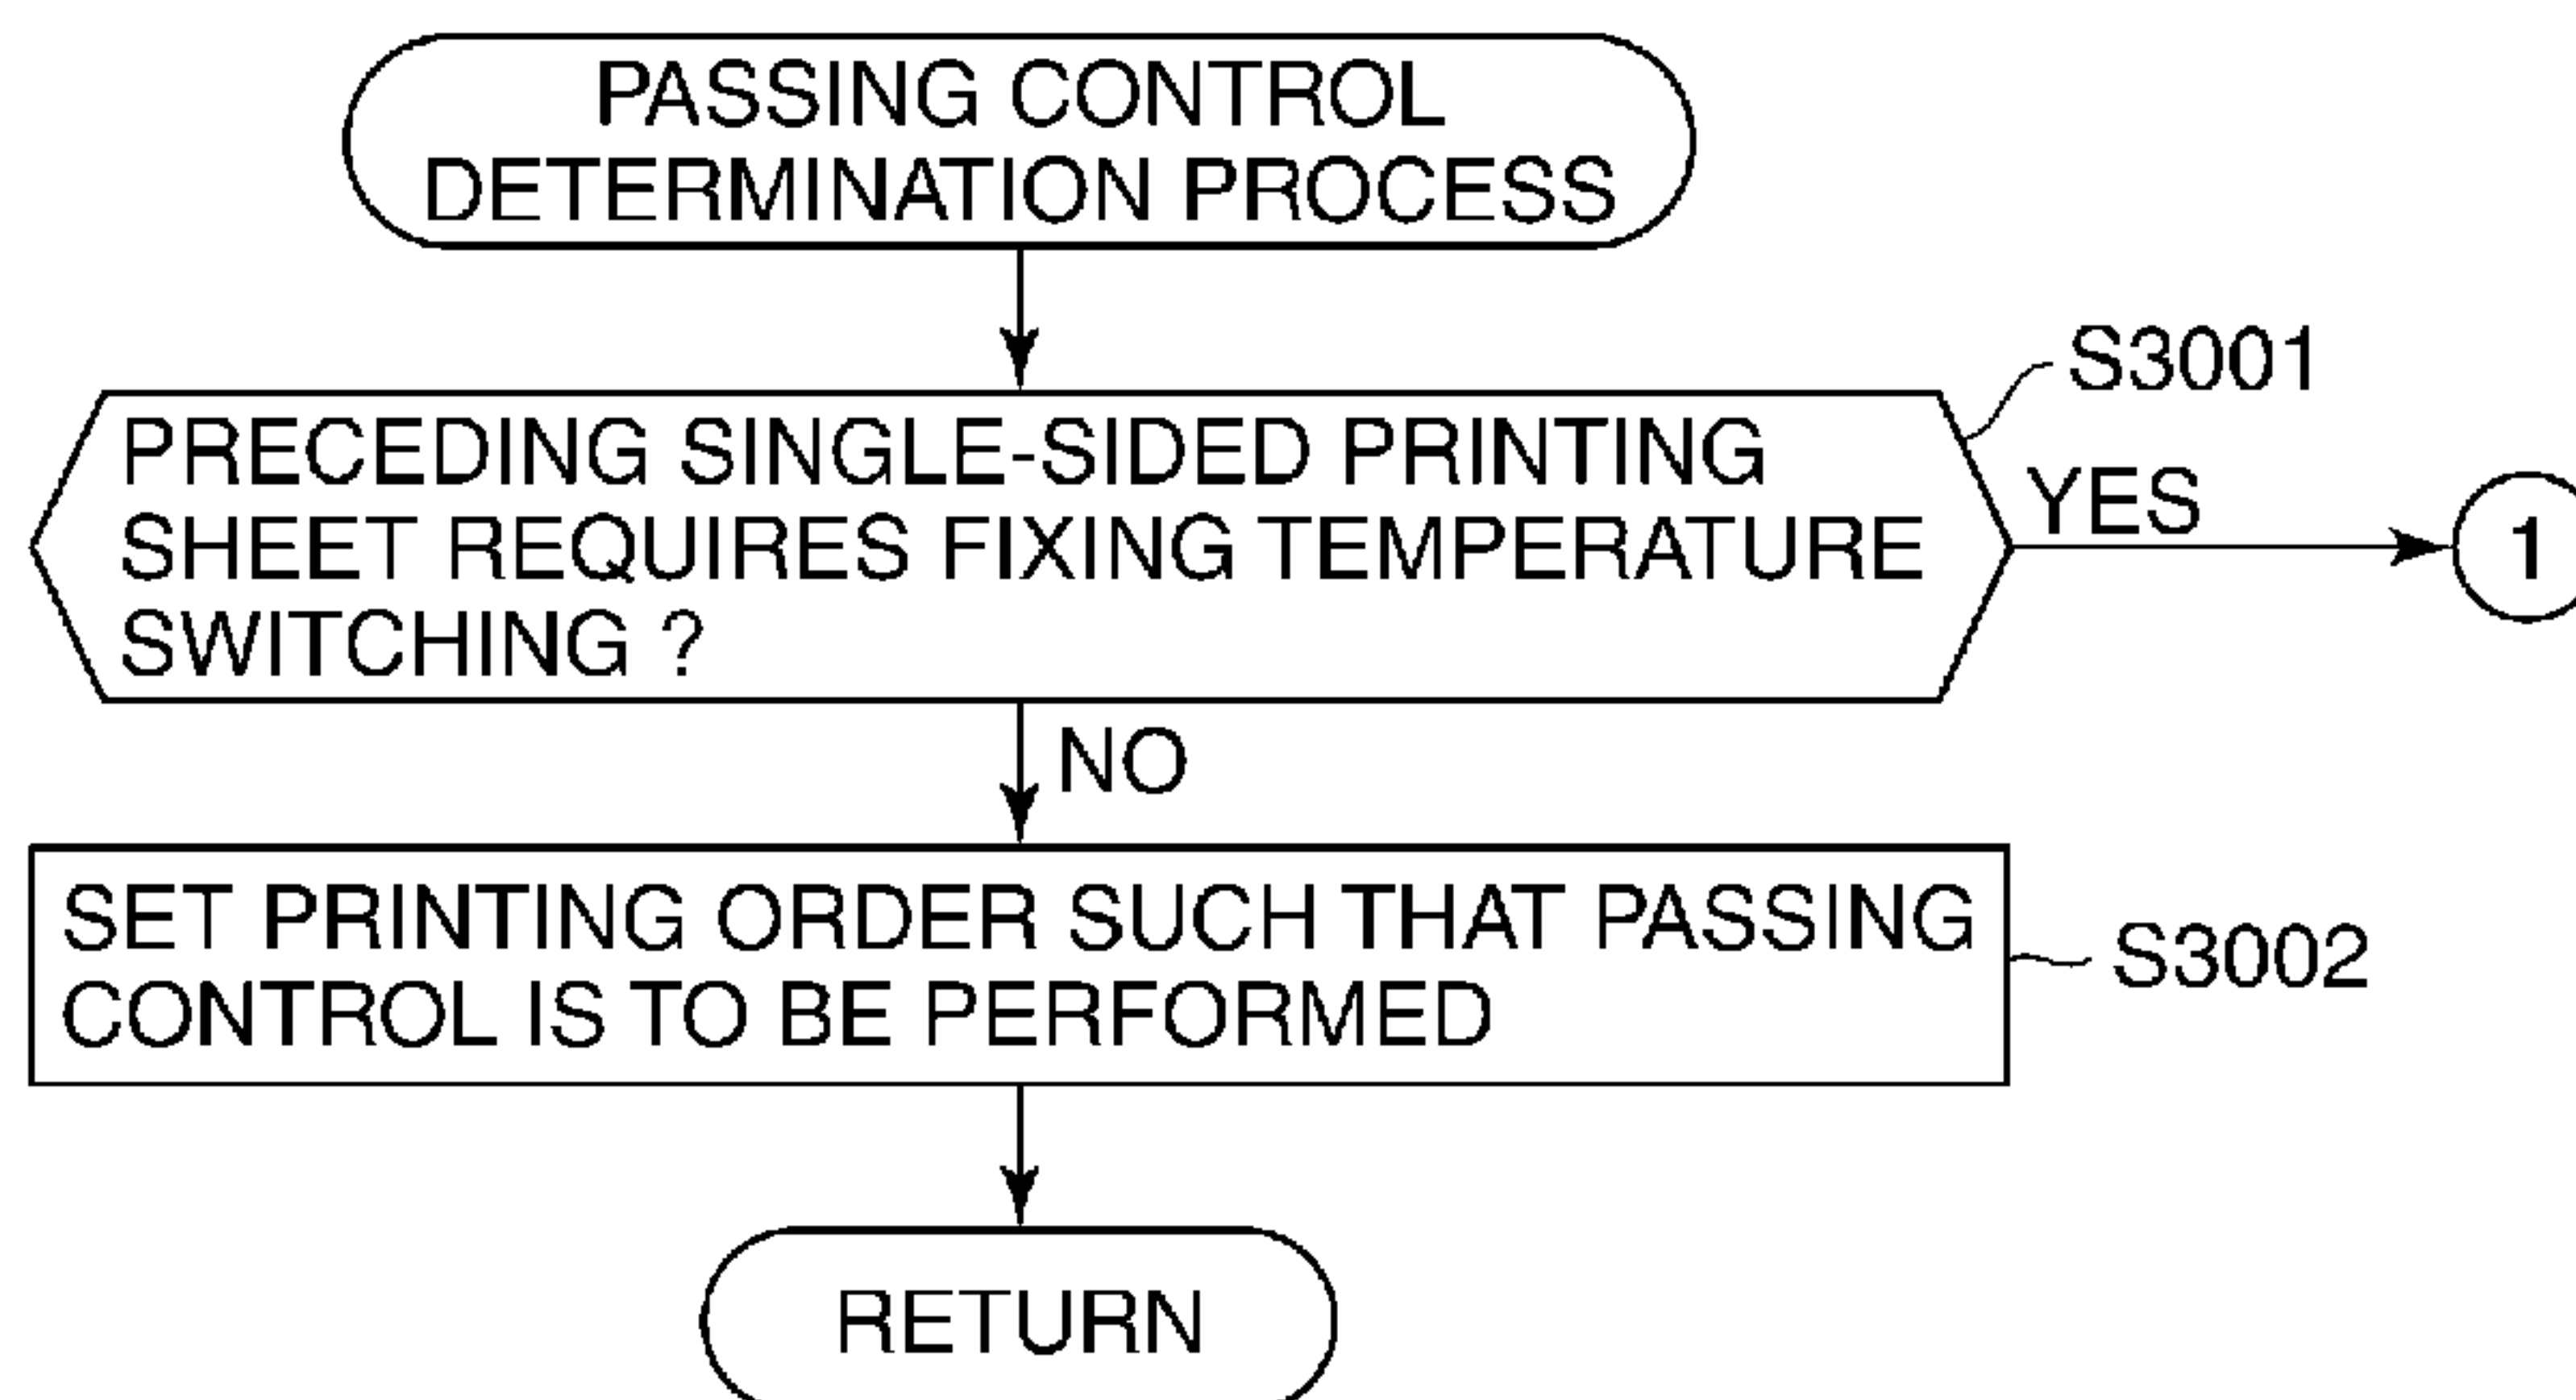 PASSING CONTROL
DETERMINATION PROCESS
S3001
PRECEDING SINGLE-SIDED PRINTING
SHEET REQUIRES FIXING TEMPERATURE
SWITCHING ?
YES
1
NO
SET PRINTING ORDER SUCH THAT PASSING
CONTROL IS TO BE PERFORMED
S3002
RETURN